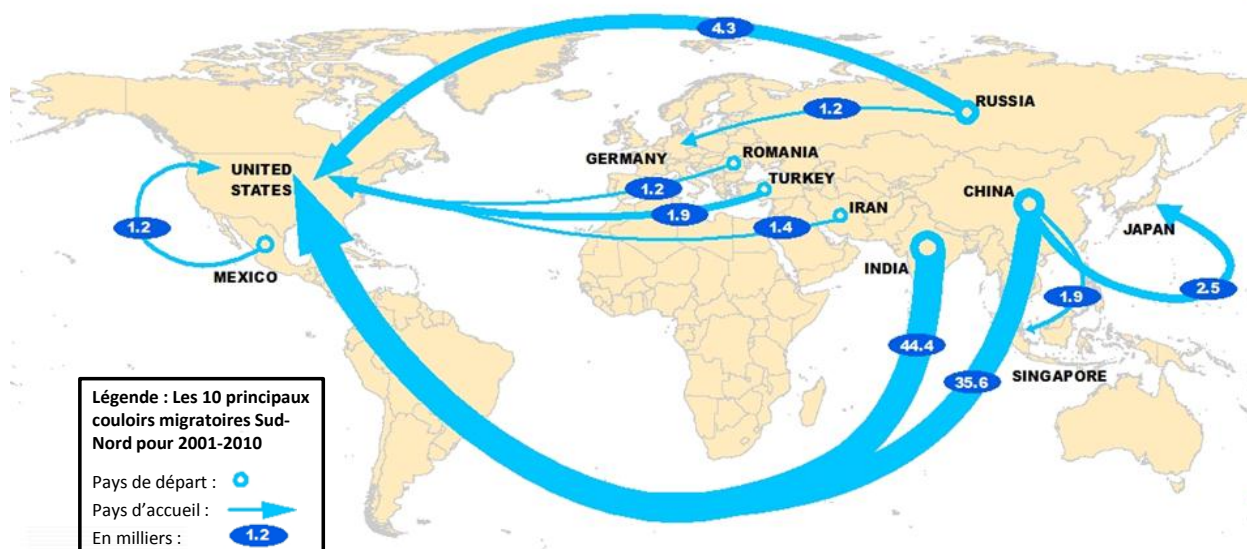 4.3
RUSSIA
1.2
GERMANY
ROMANIA
UNITED
STATES
1.2
TURKEY
CHINA
1.9
IRAN
1.4
1.2
JAPAN
MEXICO
INDIA
2.5
1.9
44.4
SINGAPORE
35.6
Légende : Les 10 principaux
couloirs migratoires Sud-
Nord pour 2001-2010
Pays de départ :
Pays d’accueil :
En milliers : 1.2